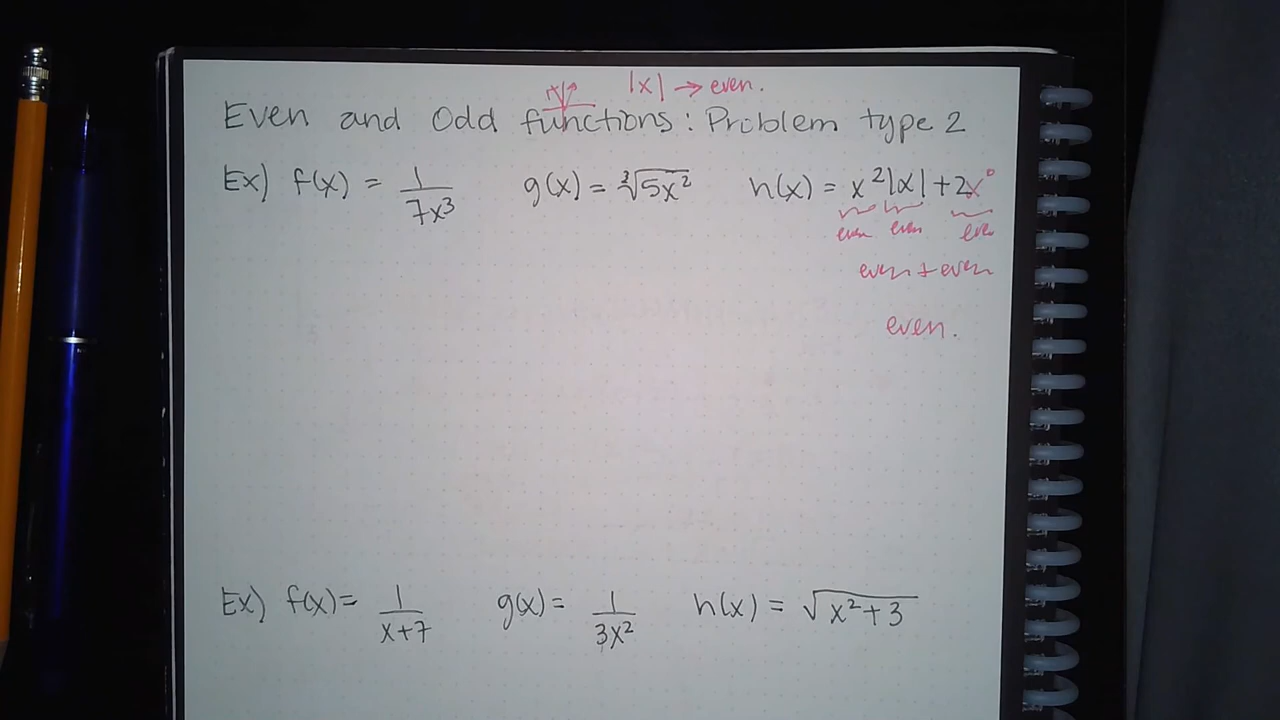 |x| → even.
Even and Odd functions: Problem type 2
Ex) f(x) = 1/7x³ g(x) = ∛5x² h(x) = x²|x| + 2x⁰
even even eve
even + even
even.
Ex) f(x) = 1/x+7 g(x) = 1/3x² h(x) = √x²+3